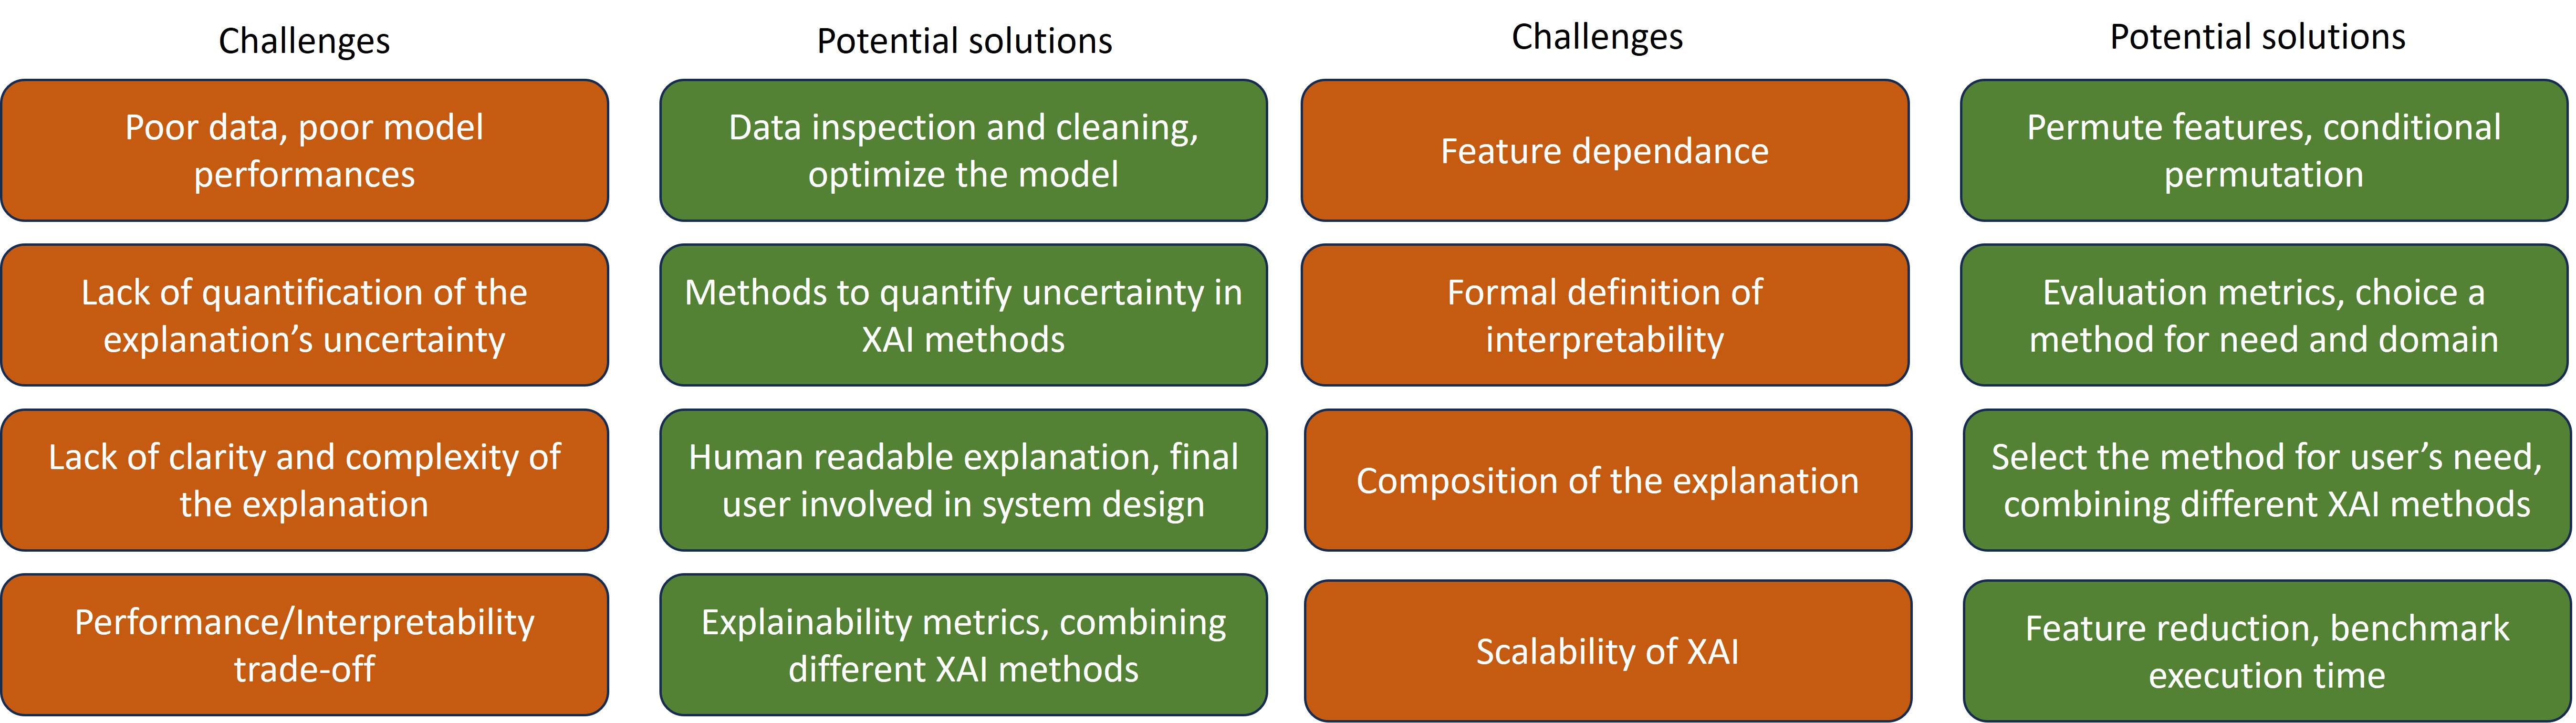 Challenges
Potential solutions
Challenges
Potential solutions
Poor data, poor model
performances
Data inspection and cleaning,
optimize the model
Feature dependance
Permute features, conditional
permutation
Lack of quantification of the
explanation’s uncertainty
Methods to quantify uncertainty in
XAI methods
Formal definition of
interpretability
Evaluation metrics, choice a
method for need and domain
Lack of clarity and complexity of
the explanation
Human readable explanation, final
user involved in system design
Composition of the explanation
Select the method for user’s need,
combining different XAI methods
Performance/Interpretability
trade-off
Explainability metrics, combining
different XAI methods
Scalability of XAI
Feature reduction, benchmark
execution time